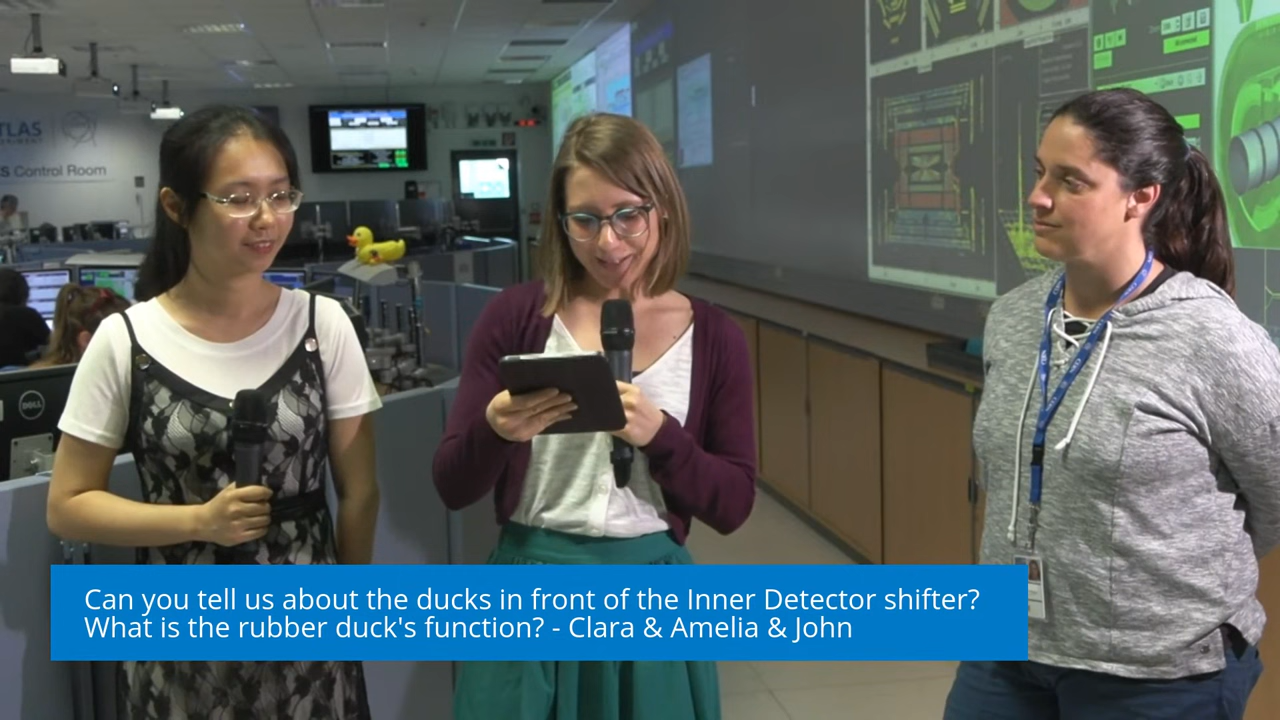 TLAS
Control Room
DELL
Can you tell us about the ducks in front of the Inner Detector shifter?
What is the rubber duck's function? - Clara & Amelia & John